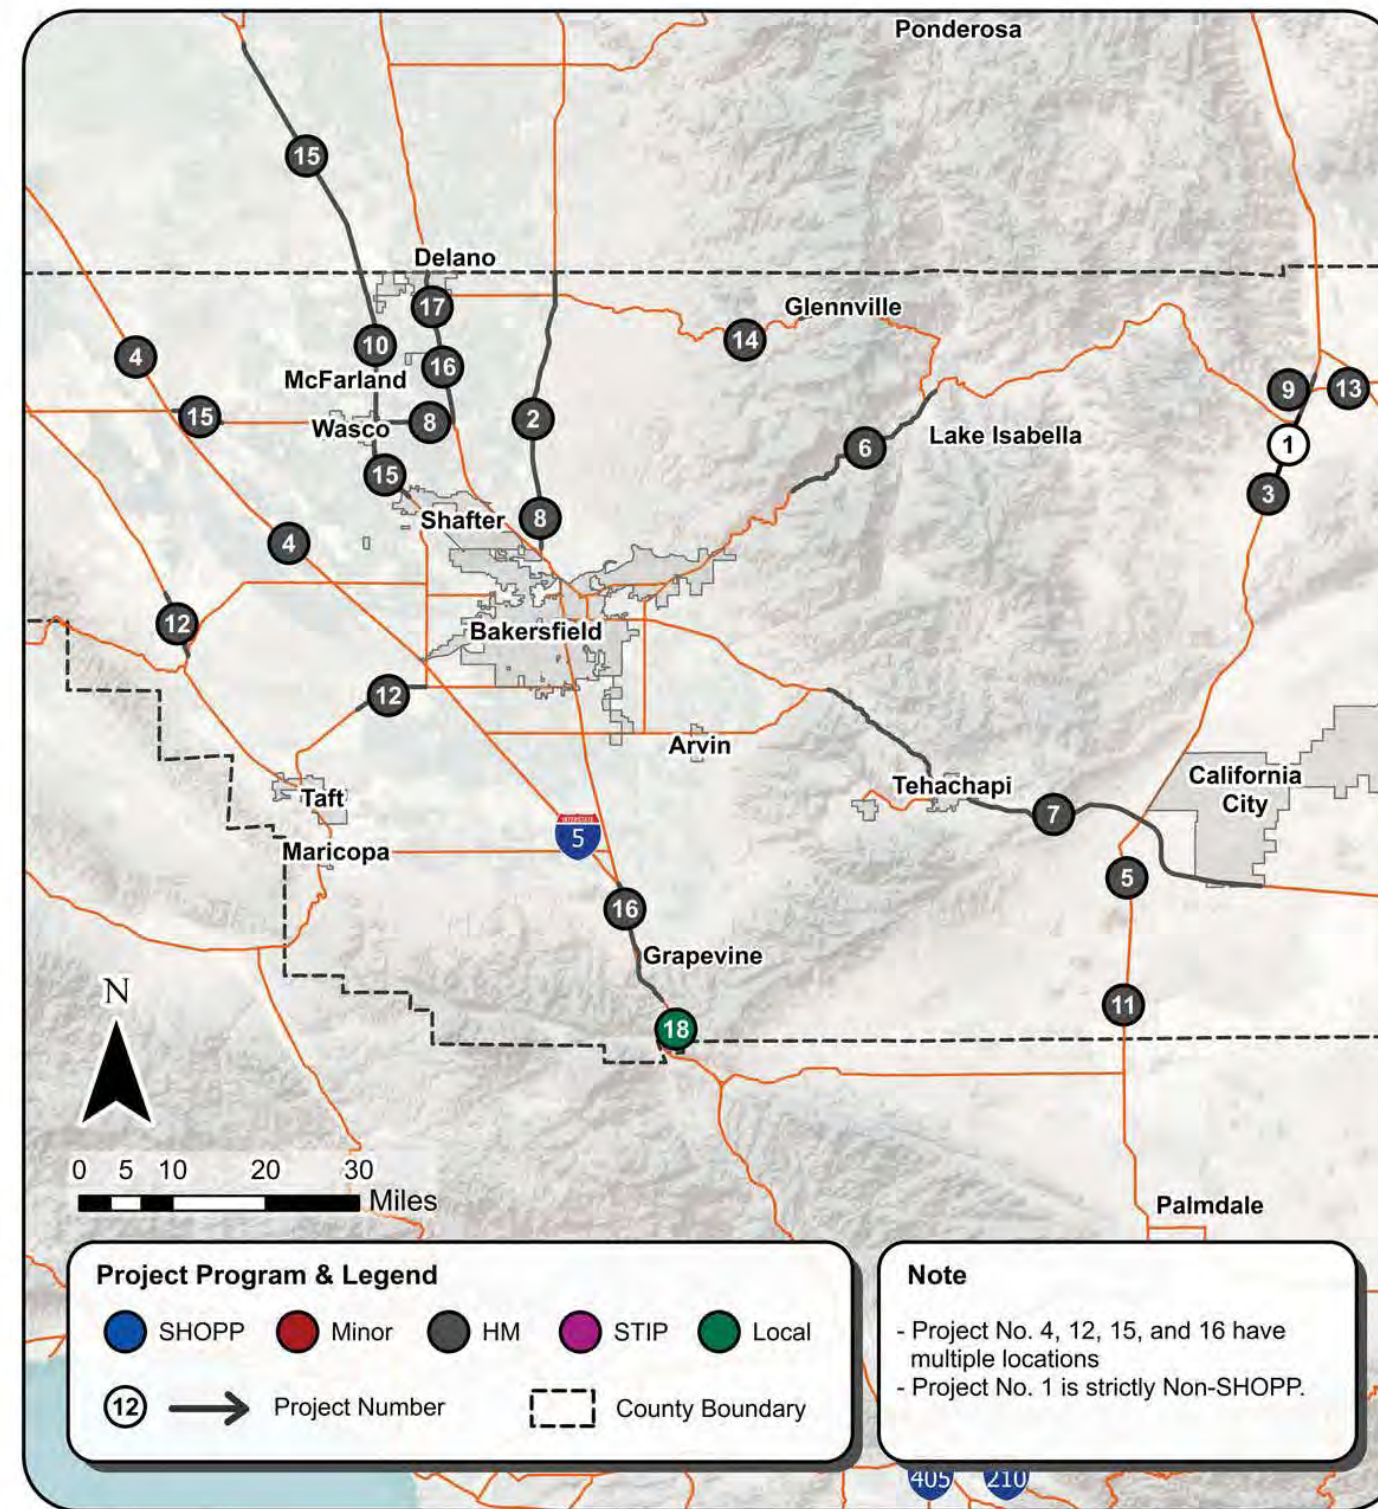 Ponderosa
15
Delano
17
Glennville
14
10
4
16
McFarland
9
13
15
Wasco
8
2
6
Lake Isabella
1
15
3
Shafter
8
4
12
Bakersfield
12
Arvin
Tehachapi
California
City
Taft
7
INTERSTATE
5
Maricopa
5
16
Grapevine
N
11
18
0 5 10 20 30
Miles
Palmdale
Project Program & Legend
SHOPP Minor HM STIP Local
12 Project Number County Boundary
Note
- Project No. 4, 12, 15, and 16 have
multiple locations
- Project No. 1 is strictly Non-SHOPP.
405 210